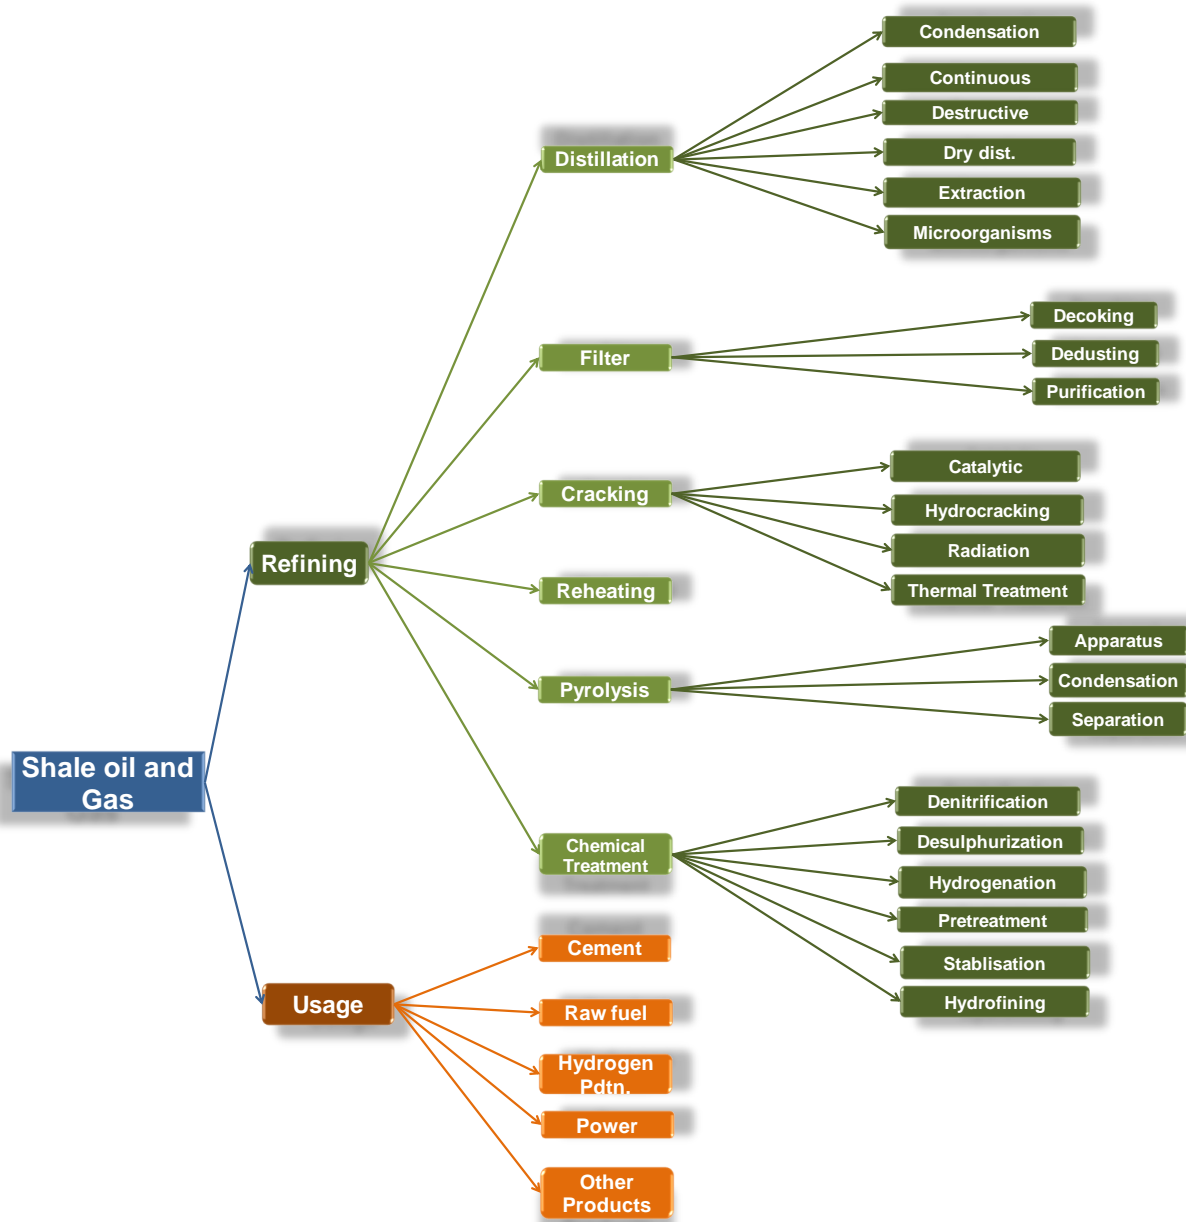 Shale oil and
Gas
Refining
Distillation
Condensation
Continuous
Destructive
Dry dist.
Extraction
Microorganisms
Filter
Decoking
Dedusting
Purification
Cracking
Catalytic
Hydrocracking
Radiation
Thermal Treatment
Reheating
Pyrolysis
Apparatus
Condensation
Separation
Chemical
Treatment
Denitrification
Desulphurization
Hydrogenation
Pretreatment
Stablisation
Hydrofining
Usage
Cement
Raw fuel
Hydrogen
Pdtn.
Power
Other
Products